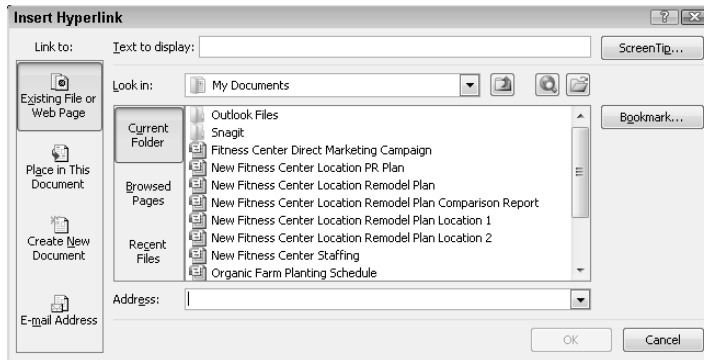 Insert Hyperlink
Link to:
Text to display:
ScreenTip...
Existing File or
Web Page
Look in:
My Documents
Bookmark...
Current
Folder
Outlook Files
Snagit
Fitness Center Direct Marketing Campaign
New Fitness Center Location PR Plan
New Fitness Center Location Remodel Plan
New Fitness Center Location Remodel Plan Comparison Report
New Fitness Center Location Remodel Plan Location 1
New Fitness Center Location Remodel Plan Location 2
New Fitness Center Staffing
Organic Farm Planting Schedule
Place in This
Document
Browsed
Pages
Create New
Document
Recent
Files
E-mail Address
Address:
OK
Cancel